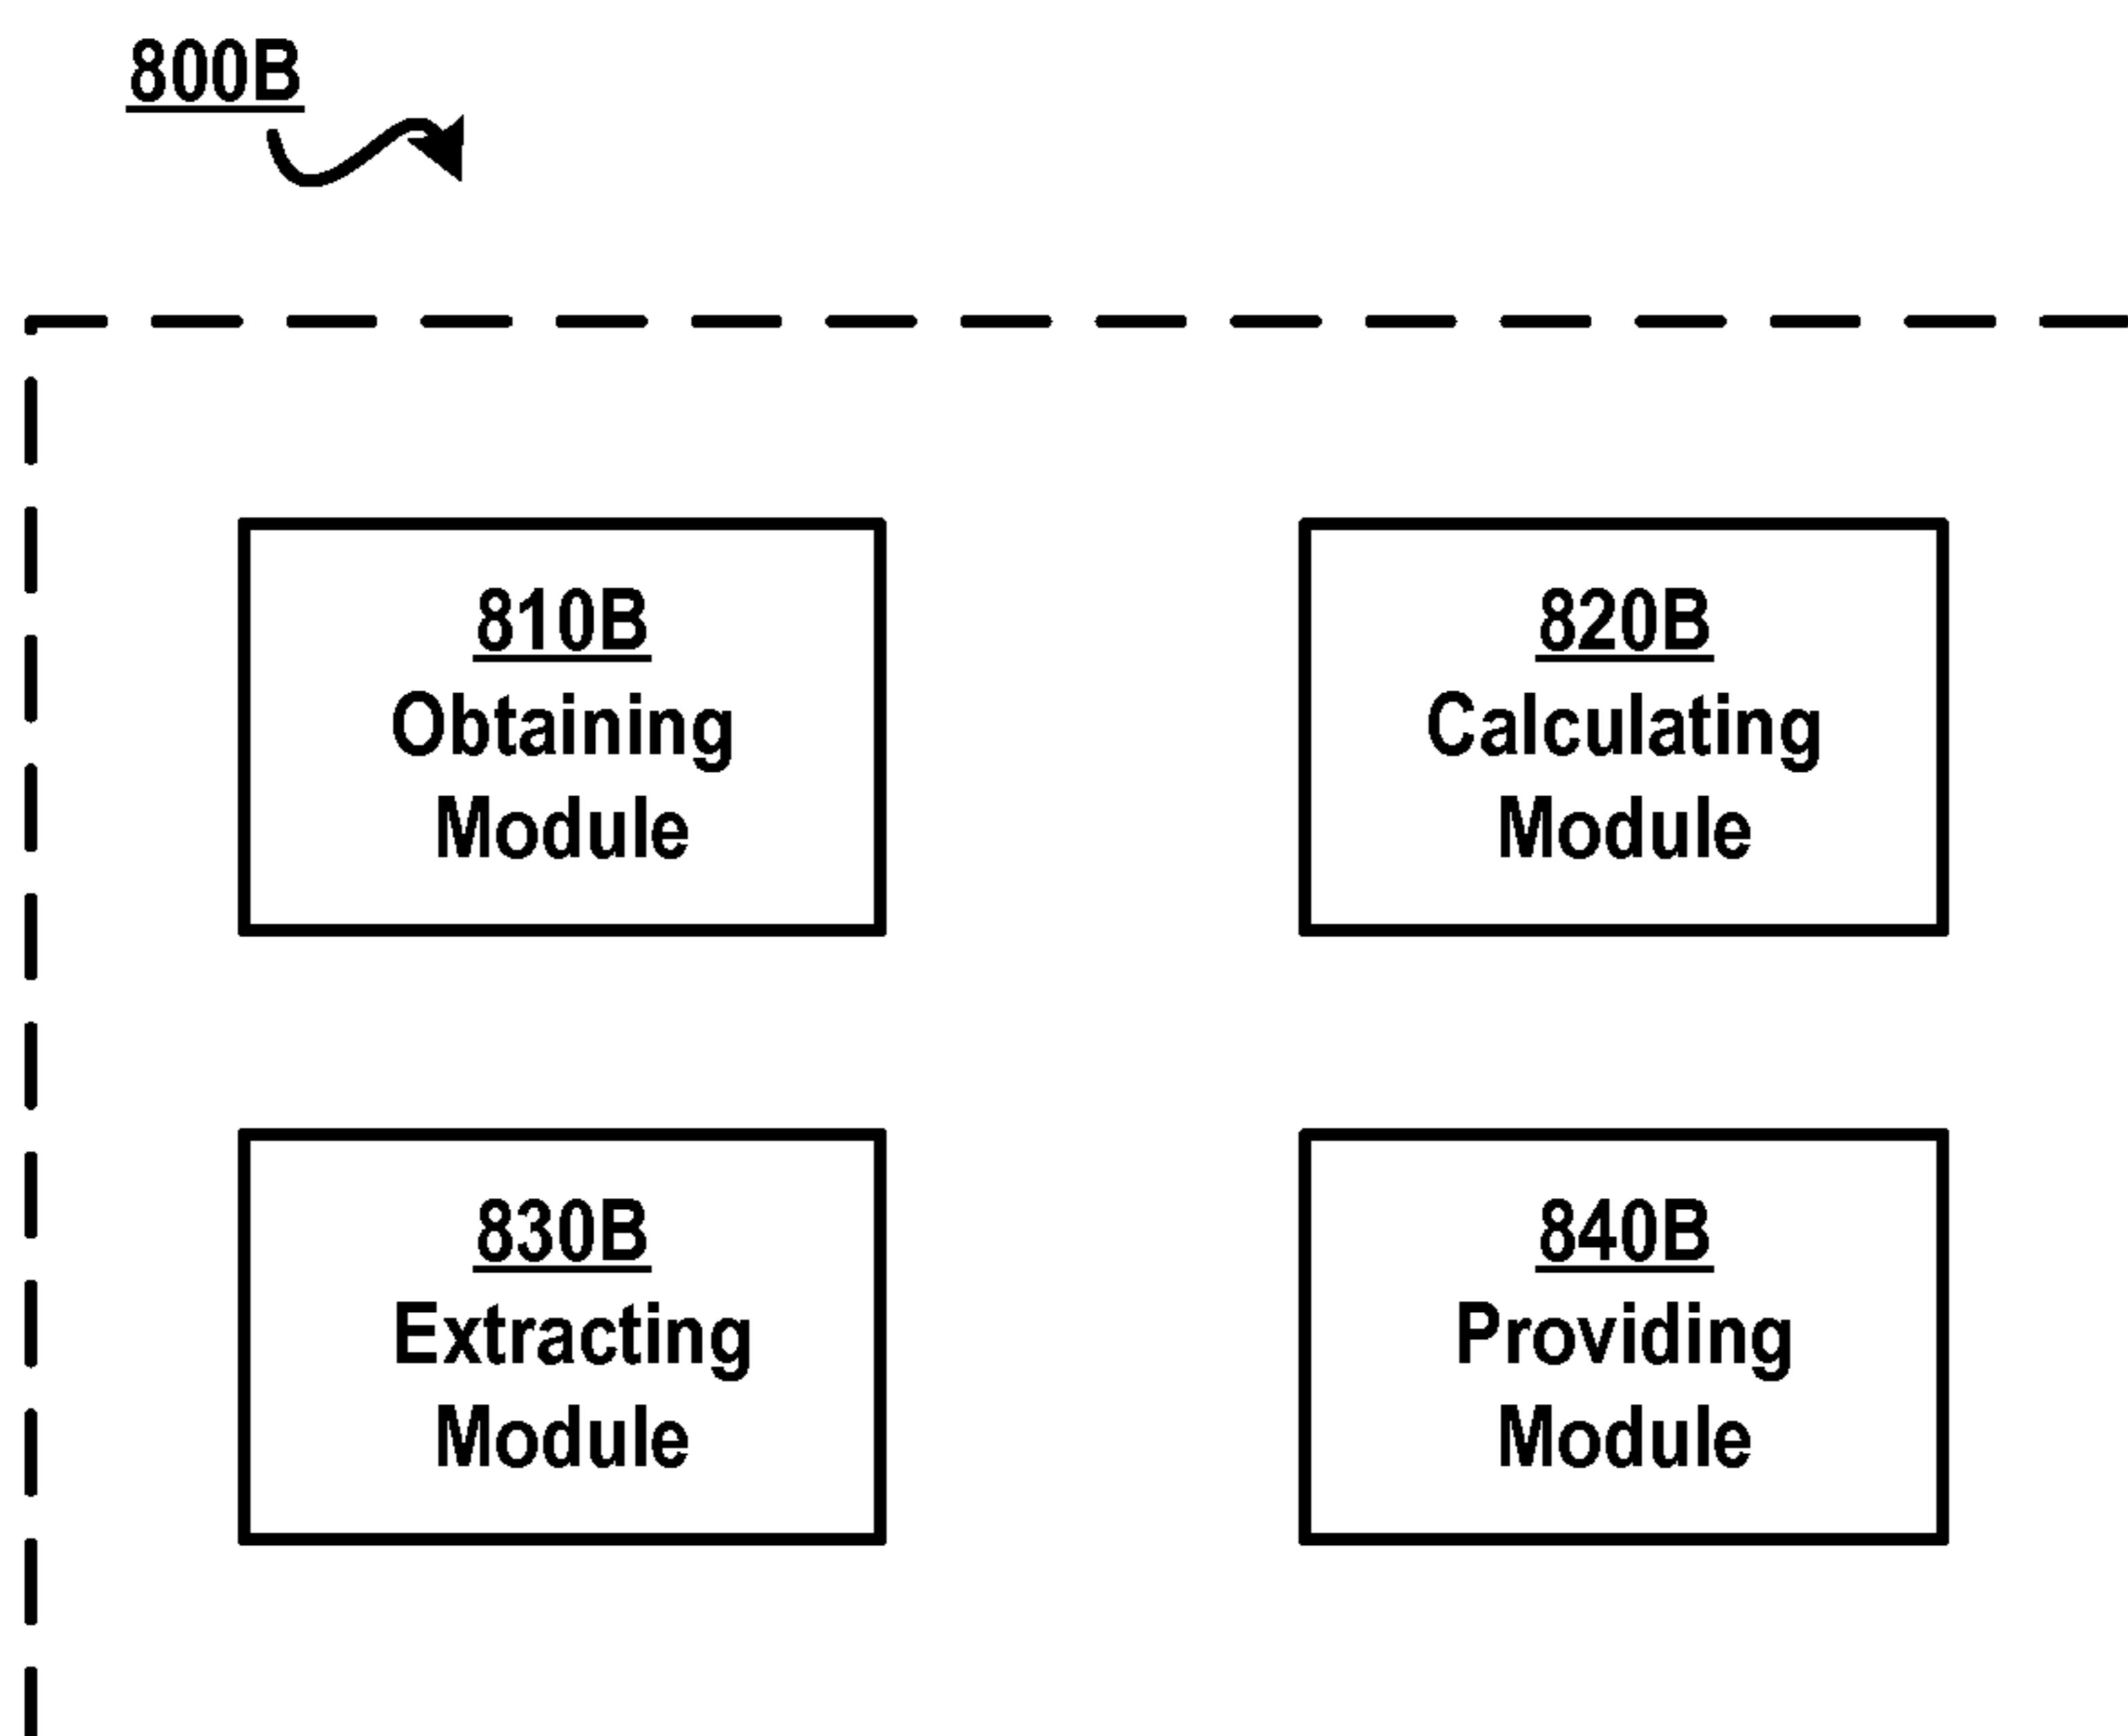 800B
810B
Obtaining
Module
820B
Calculating
Module
830B
Extracting
Module
840B
Providing
Module